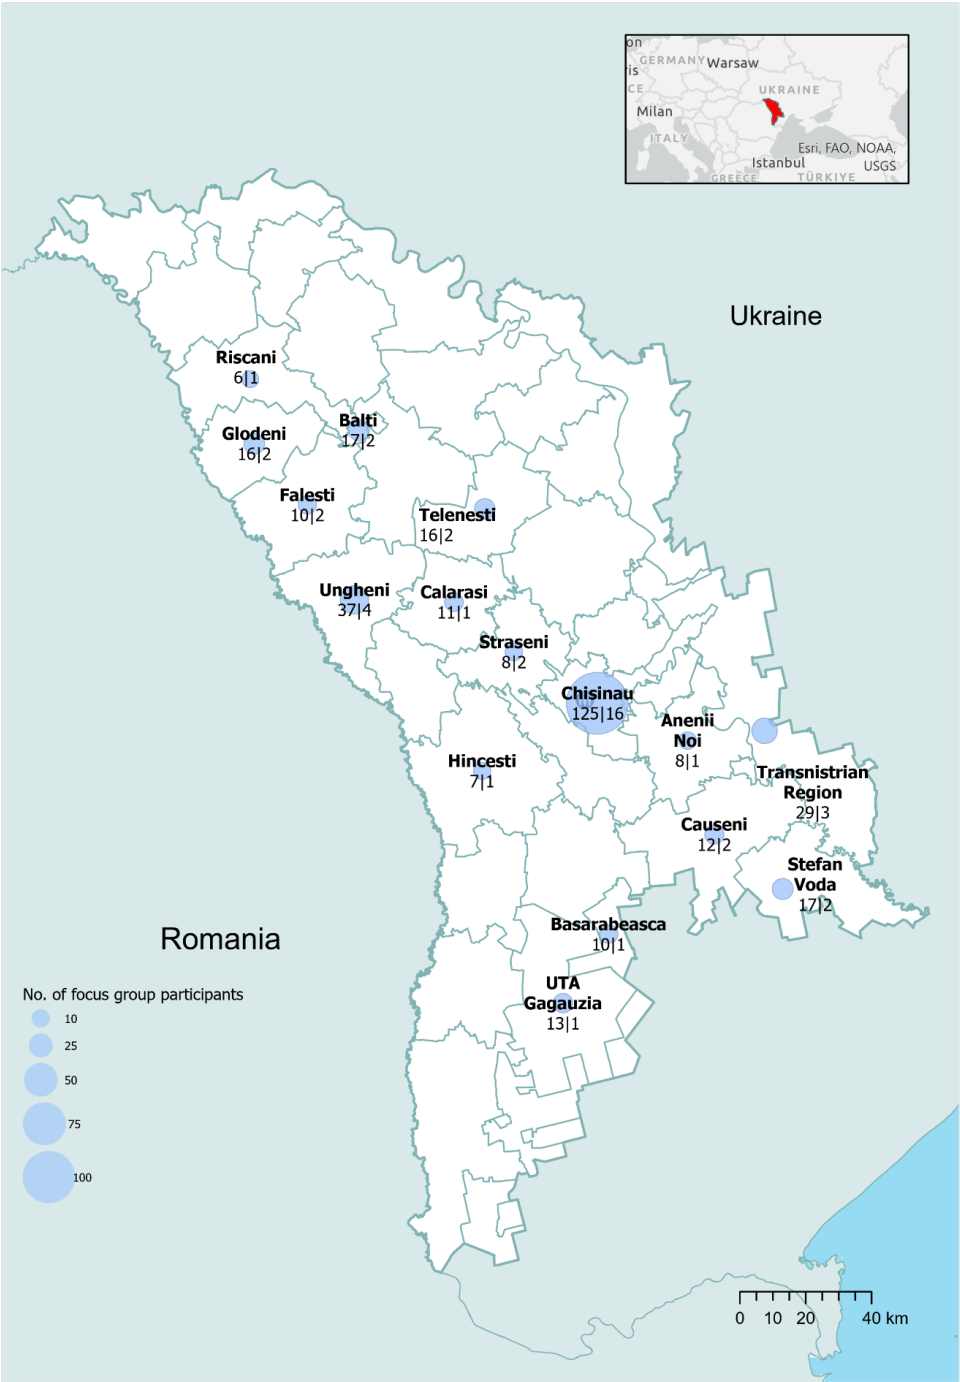 on
GERMANY
Warsaw
ris
CE
UKRAINE
Milan
ITALY
Esri, FAO, NOAA,
USGS
Istanbul
GREECE
TÜRKIYE
Ukraine
Riscani
6|1
Balti
17|2
Glodeni
16|2
Falesti
10|2
Telenesti
16|2
Ungheni
37|4
Calarasi
11|1
Straseni
8|2
Chisinau
125|16
Anenii
Noi
8|1
Hincesti
7|1
Transnistrian
Region
29|3
Causeni
12|2
Stefan
Voda
17|2
Basarabeasca
10|1
Romania
UTA
Gagauzia
13|1
No. of focus group participants
10
25
50
75
100
0 10 20 40 km